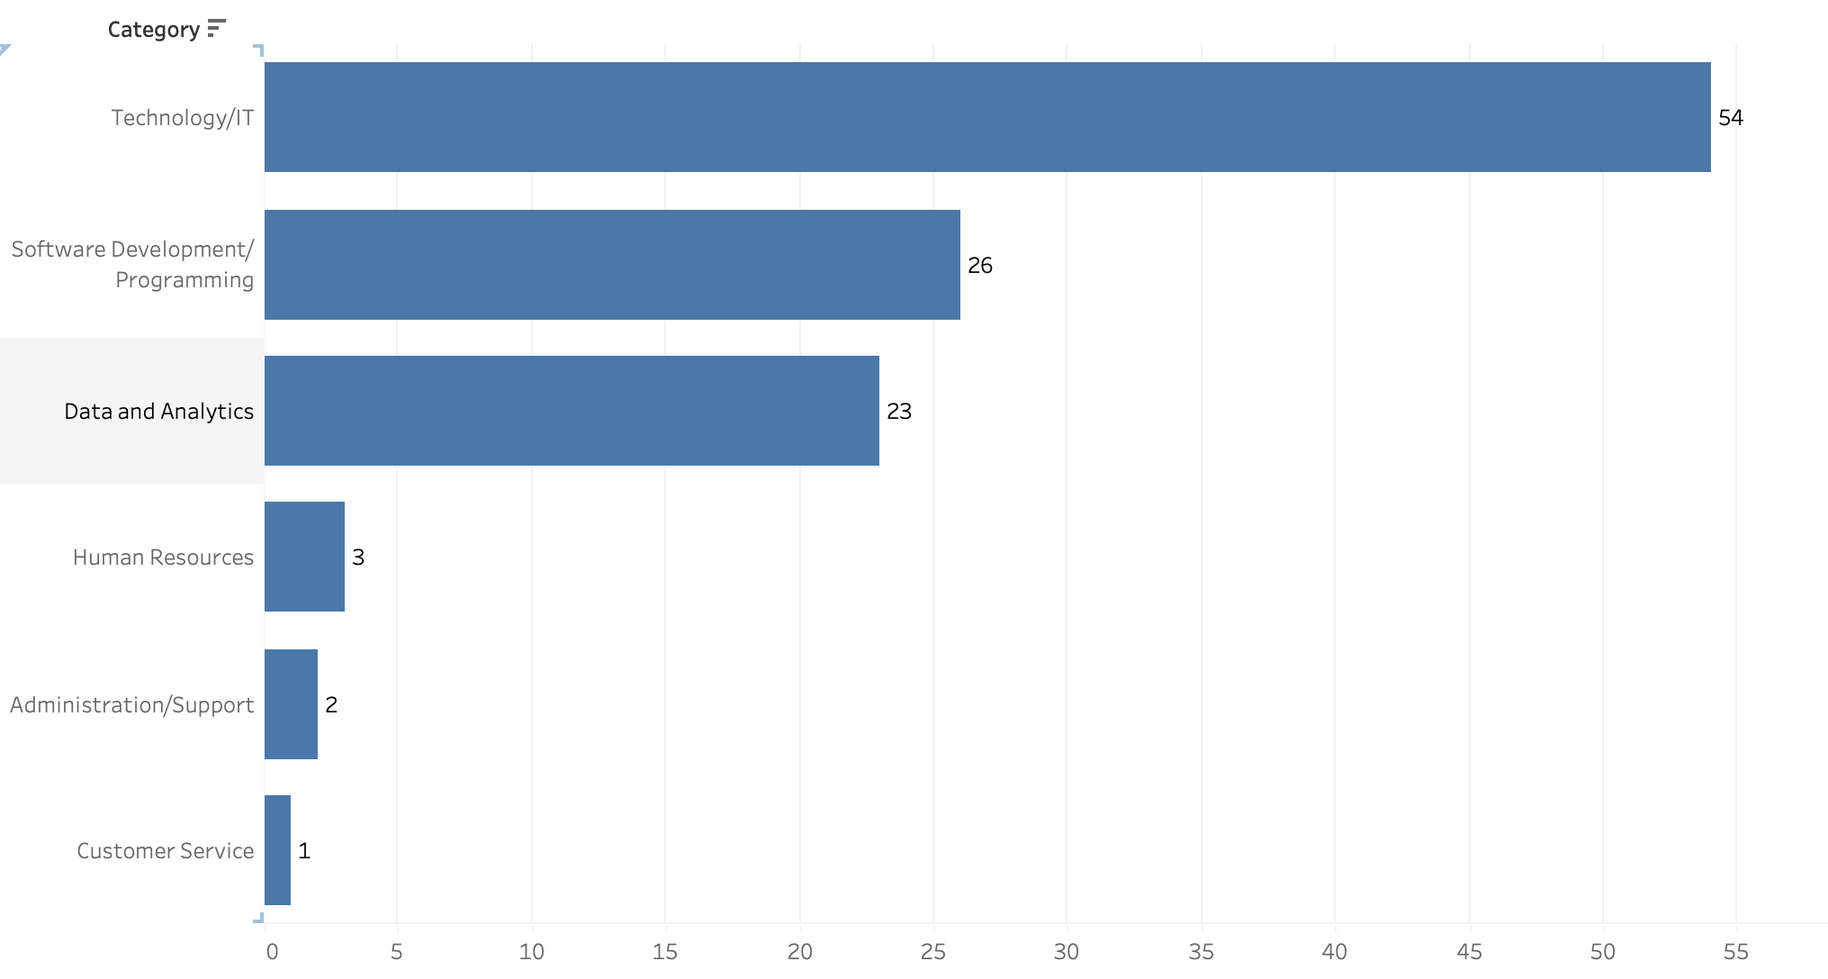 Category
Technology/IT
54
Software Development/
Programming
26
Data and Analytics
23
Human Resources
3
Administration/Support
2
Customer Service
1
0 5 10 15 20 25 30 35 40 45 50 55